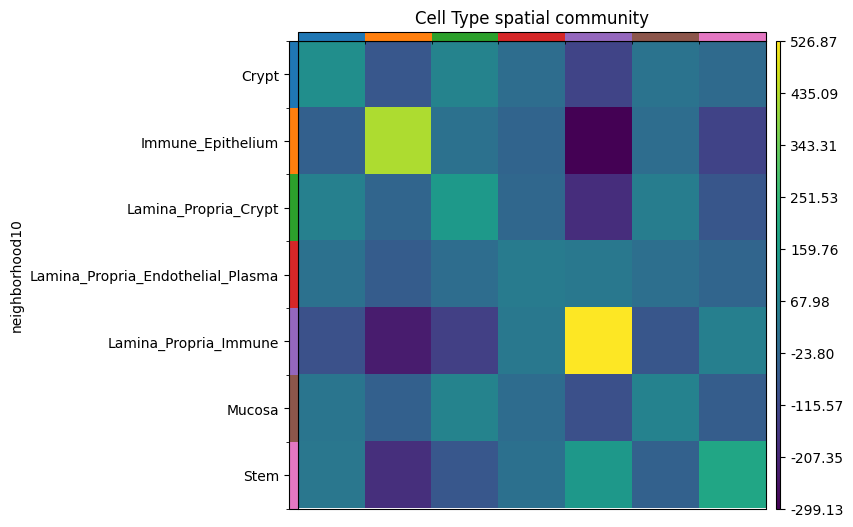 Cell Type spatial community
neighborhood10
Crypt
Immune_Epithelium
Lamina_Propria_Crypt
Lamina_Propria_Endothelial_Plasma
Lamina_Propria_Immune
Mucosa
Stem
526.87
435.09
343.31
251.53
159.76
67.98
-23.80
-115.57
-207.35
-299.13